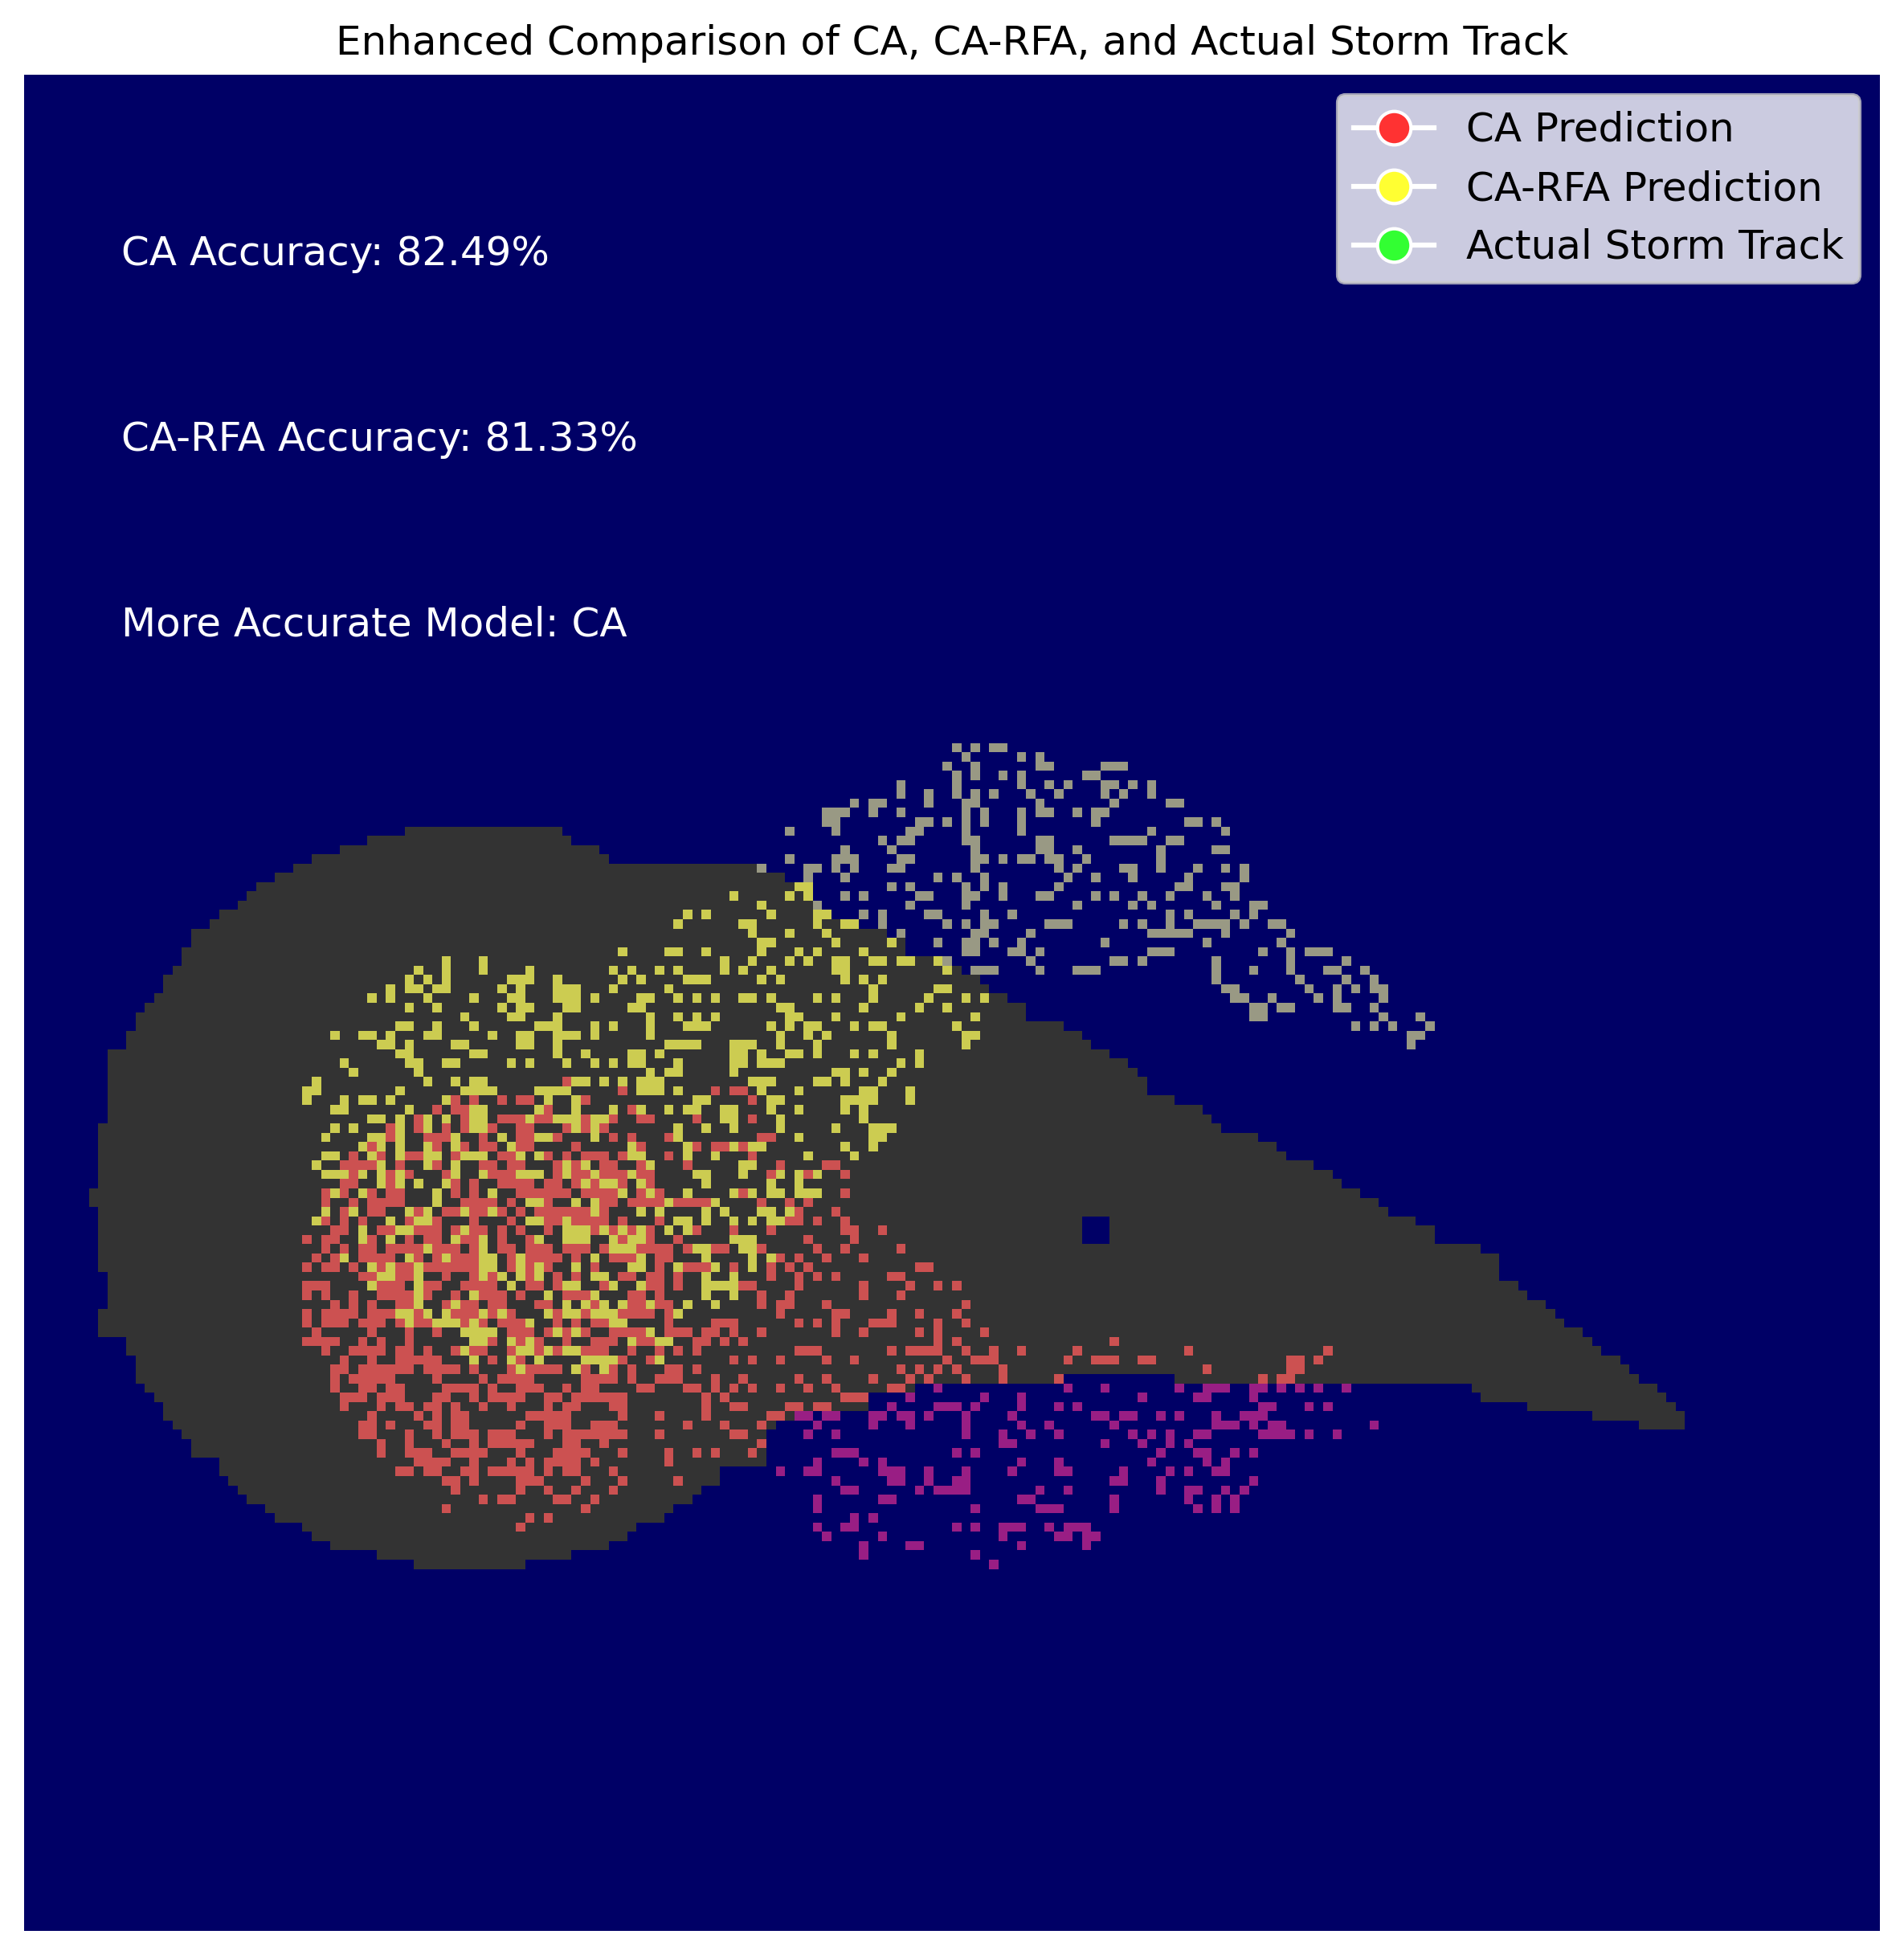 Enhanced Comparison of CA, CA-RFA, and Actual Storm Track
CA Prediction
CA-RFA Prediction
Actual Storm Track
CA Accuracy: 82.49%
CA-RFA Accuracy: 81.33%
More Accurate Model: CA